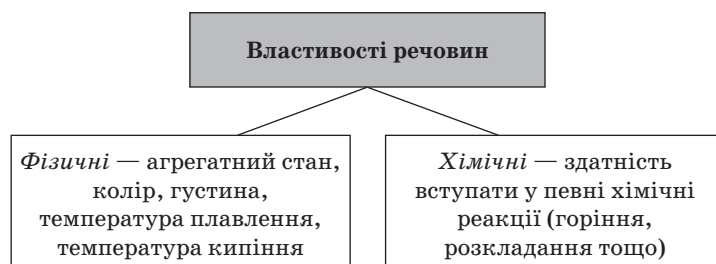 Властивості речовин
Фізичні — агрегатний стан,
колір, густина,
температура плавлення,
температура кипіння
Хімічні — здатність
вступати у певні хімічні
реакції (горіння,
розкладання тощо)